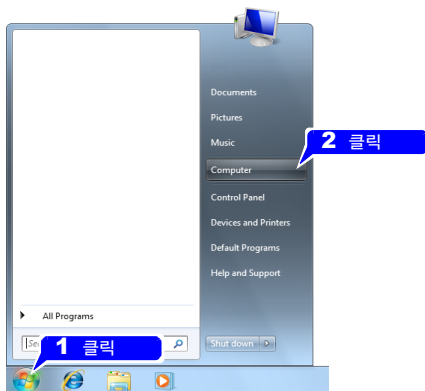 Documents
Pictures
Music
2 클릭
Computer
Control Panel
Devices and Printers
Default Programs
Help and Support
All Programs
1 클릭
Shut down